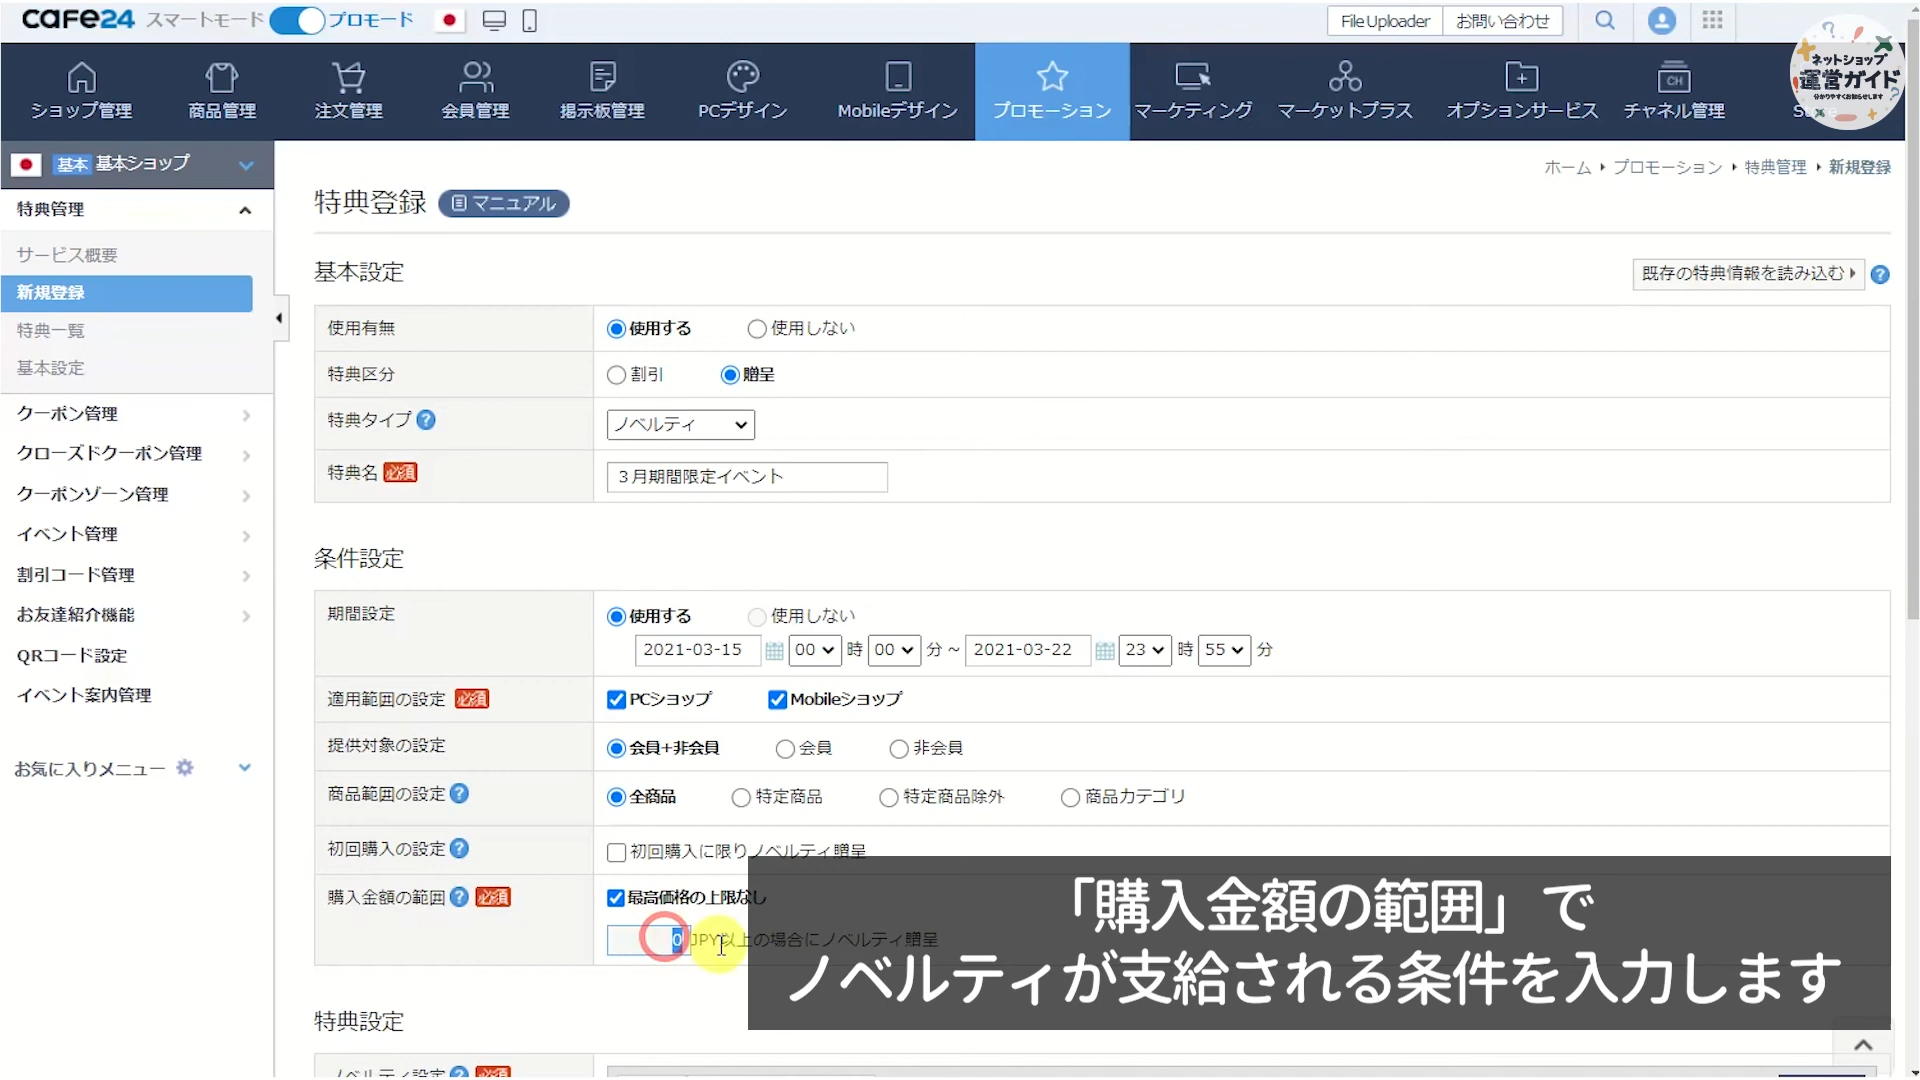 CAFE24 スマートモード プロモード FileUploader お問い合わせ
ショップ管理 商品管理 注文管理 会員管理 掲示板管理 PCデザイン Mobileデザイン プロモーション マーケティング マーケットプラス オプションサービス チャネル管理
ネットショップ
運営ガイド
分かりやすくお知らせします
基本 基本ショップ
ホーム プロモーション 特典管理 新規登録
特典管理
サービス概要
新規登録
特典一覧
基本設定
クーポン管理
クローズドクーポン管理
クーポンゾーン管理
イベント管理
割引コード管理
お友達紹介機能
QRコード設定
イベント案内管理
お気に入りメニュー
特典登録 マニュアル
基本設定 既存の特典情報を読み込む
使用有無 使用する 使用しない
特典区分 割引 贈呈
特典タイプ ノベルティ
特典名 必須 3月期間限定イベント
条件設定
期間設定 使用する 使用しない
2021-03-15 00 時 00 分 ~ 2021-03-22 23 時 55 分
適用範囲の設定 必須 PCショップ Mobileショップ
提供対象の設定 会員+非会員 会員 非会員
商品範囲の設定 全商品 特定商品 特定商品除外 商品カテゴリ
初回購入の設定 初回購入に限りノベルティ贈呈
購入金額の範囲 必須 最高価格の上限なし
0 JPY以上の場合にノベルティ贈呈
「購入金額の範囲」で
ノベルティが支給される条件を入力します
特典設定
ノベルティ設定 必須